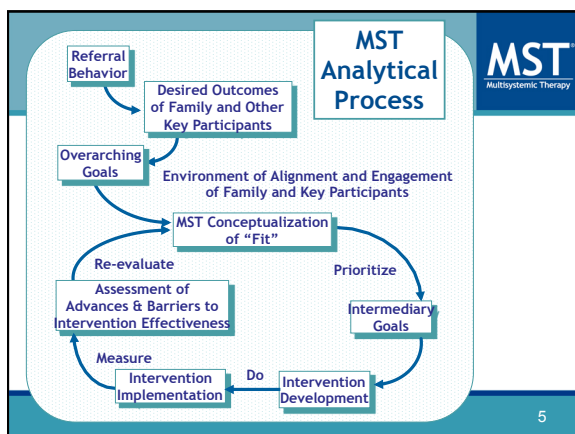 MST
Analytical
Process
MST®
Multisystemic Therapy
Referral
Behavior
Desired Outcomes
of Family and Other
Key Participants
Overarching
Goals
Environment of Alignment and Engagement
of Family and Key Participants
MST Conceptualization
of “Fit”
Re-evaluate
Prioritize
Assessment of
Advances & Barriers to
Intervention Effectiveness
Intermediary
Goals
Measure
Do
Intervention
Implementation
Intervention
Development
5